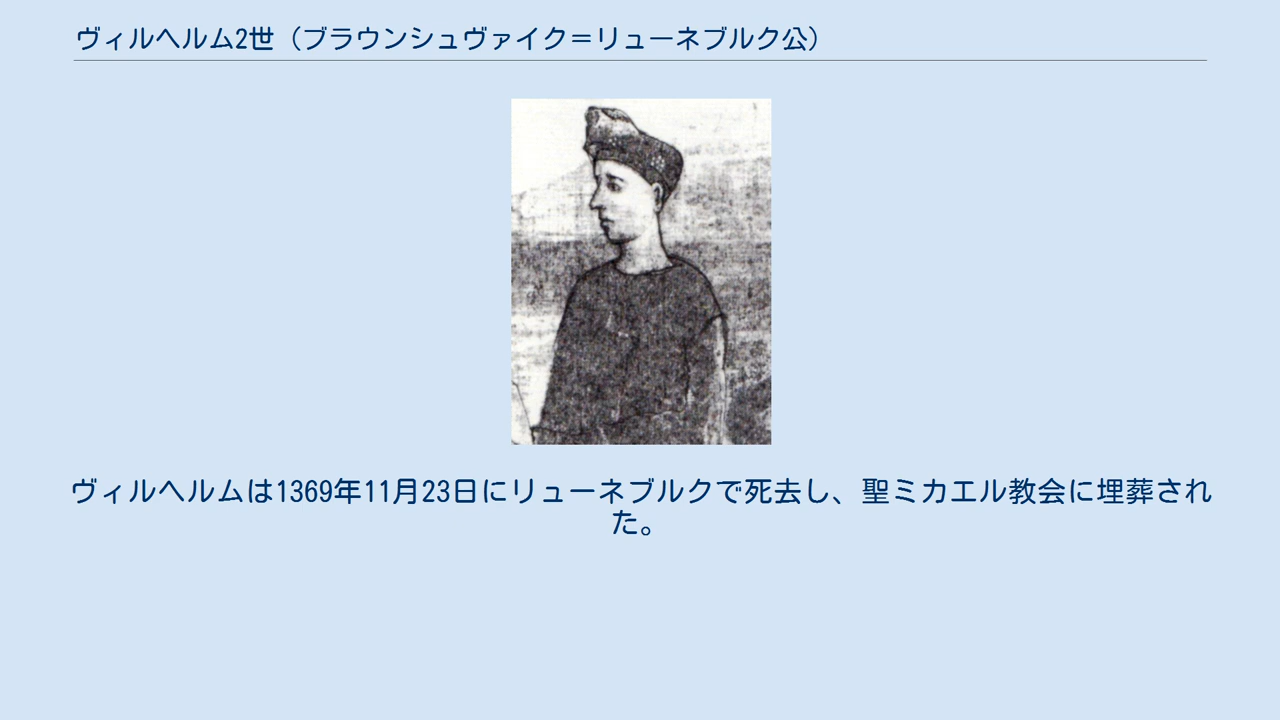 ヴィルヘルム2世（ブラウンシュヴァイク＝リューネブルク公）
ヴィルヘルムは1369年11月23日にリューネブルクで死去し、聖ミカエル教会に埋葬され
た。